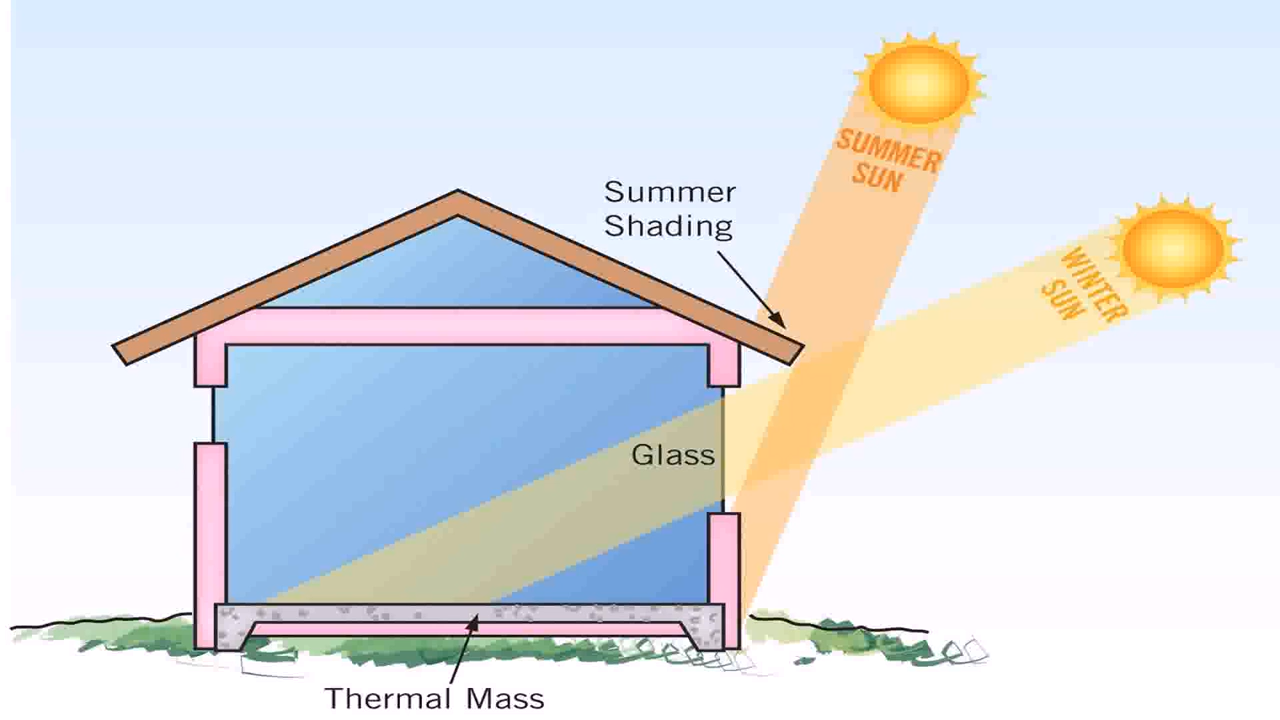 SUMMER
SUN
Summer
Shading
WINTER
SUN
Glass
Thermal Mass